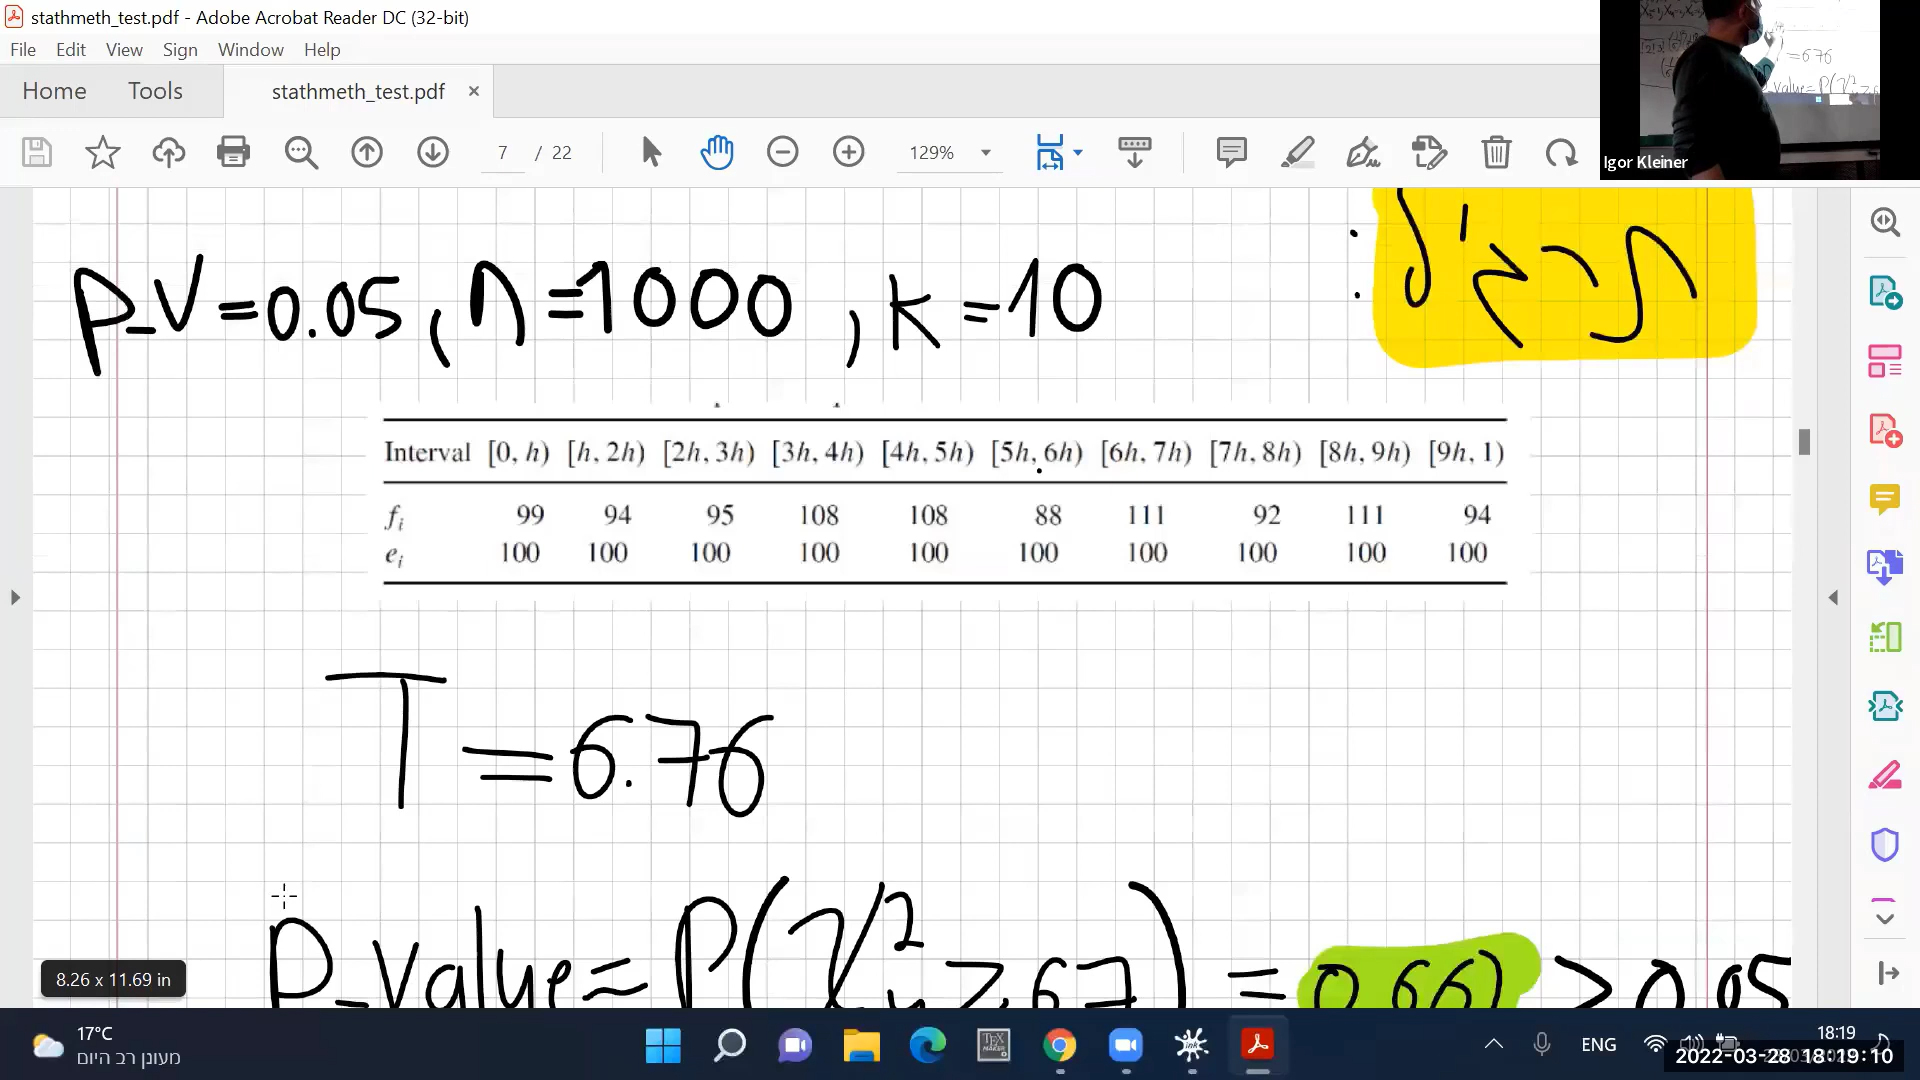 stathmeth_test.pdf - Adobe Acrobat Reader DC (32-bit)
File Edit View Sign Window Help
Home Tools stathmeth_test.pdf ×
7 / 22 129%
P_V=0.05, n=1000, k=10
Interval [0, h) [h, 2h) [2h, 3h) [3h, 4h) [4h, 5h) [5h, 6h) [6h, 7h) [7h, 8h) [8h, 9h) [9h, 1)
fi 99 94 95 108 108 88 111 92 111 94
ei 100 100 100 100 100 100 100 100 100 100
T = 6.76
=676
Igor Kleiner
8.26 x 11.69 in
17°C
מעונן רב היום
ENG
18:19
2022-03-28 18:19:10